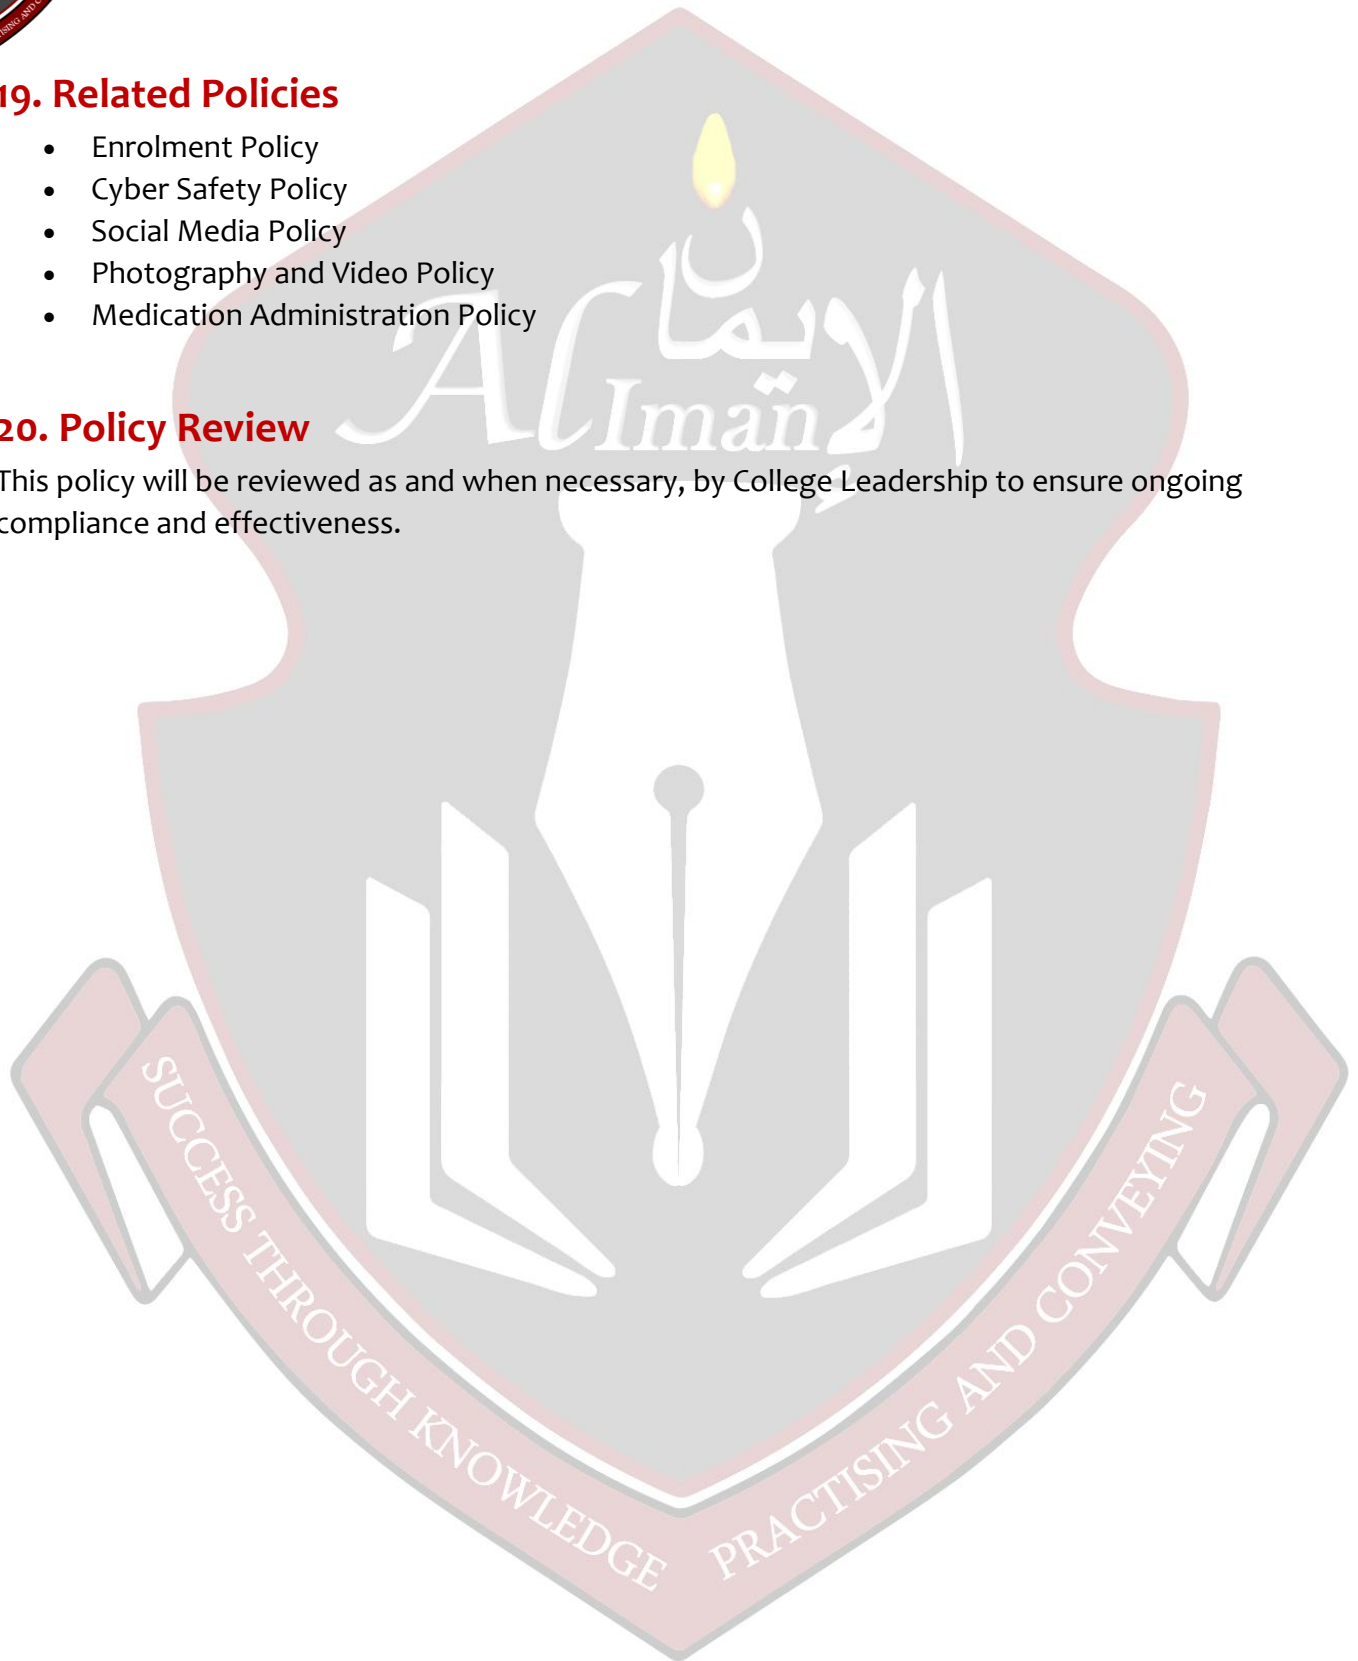 PRACTISING AND C
19. Related Policies
• Enrolment Policy
• Cyber Safety Policy
• Social Media Policy
• Photography and Video Policy
• Medication Administration Policy
الإيمان
Al Iman
20. Policy Review
This policy will be reviewed as and when necessary, by College Leadership to ensure ongoing
compliance and effectiveness.
SUCCESS THROUGH KNOWLEDGE PRACTISING AND CONVEYING